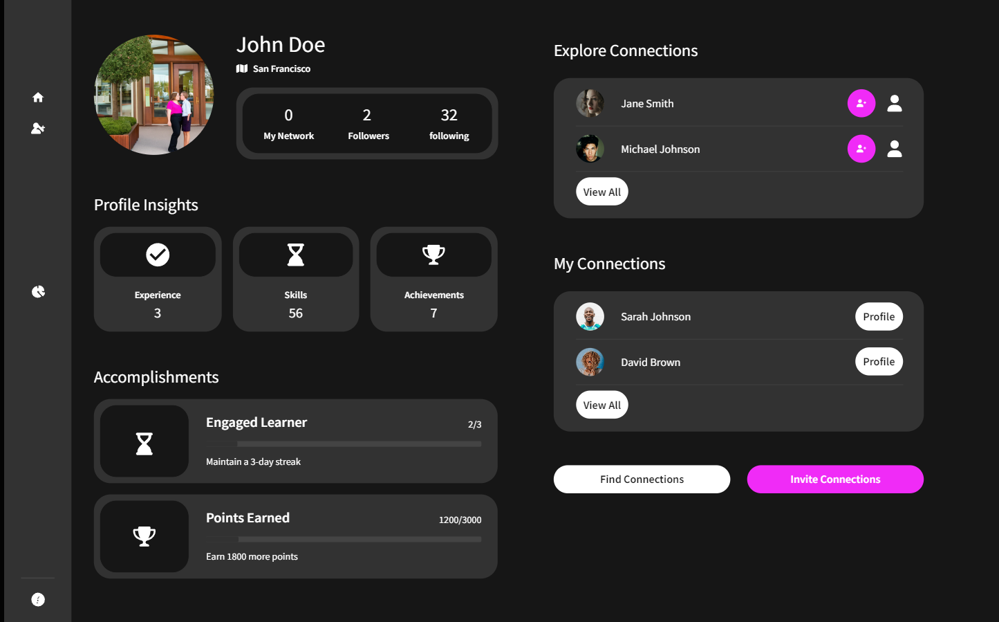 John Doe
San Francisco
0
My Network
2
Followers
32
following
Profile Insights
Experience
3
Skills
56
Achievements
7
Accomplishments
Engaged Learner
2/3
Maintain a 3-day streak
Points Earned
1200/3000
Earn 1800 more points
Explore Connections
Jane Smith
Michael Johnson
View All
My Connections
Sarah Johnson
Profile
David Brown
Profile
View All
Find Connections
Invite Connections